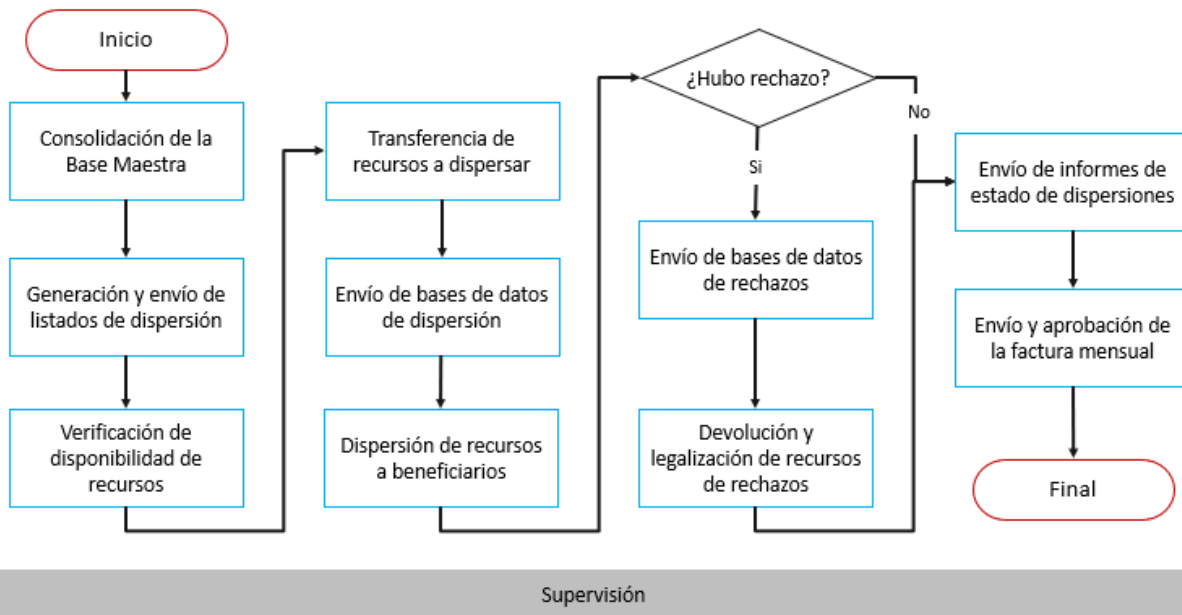 Inicio
Consolidación de la
Base Maestra
Generación y envío de
listados de dispersión
Verificación de
disponibilidad de
recursos
Transferencia de
recursos a dispersar
Envío de bases de datos
de dispersión
Dispersión de recursos
a beneficiarios
¿Hubo rechazo?
No
Si
Envío de bases de datos
de rechazos
Devolución y
legalización de recursos
de rechazos
Envío de informes de
estado de dispersiones
Envío y aprobación de
la factura mensual
Final
Supervisión